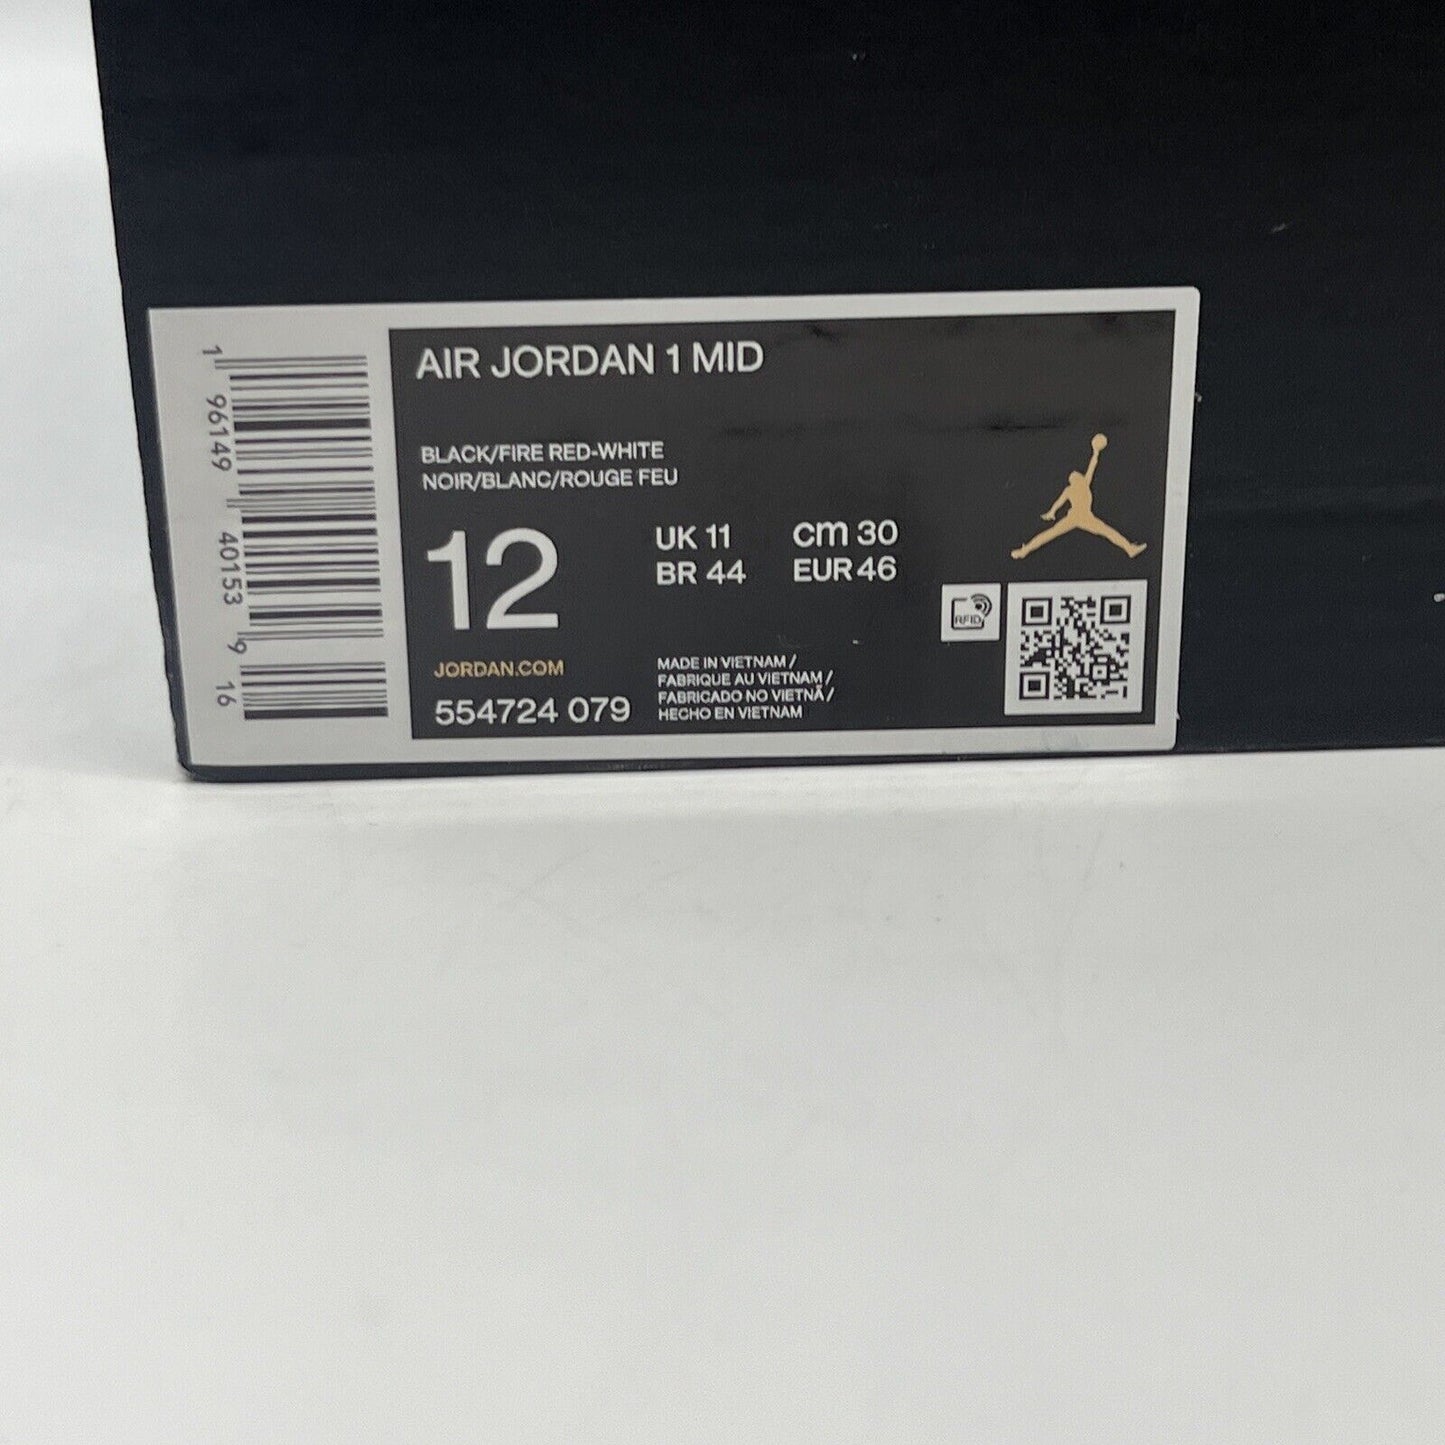 1 96149 40153 9 16
AIR JORDAN 1 MID
BLACK/FIRE RED-WHITE
NOIR/BLANC/ROUGE FEU
12
UK 11 cm 30
BR 44 EUR 46
RFID
JORDAN.COM
554724 079
MADE IN VIETNAM /
FABRIQUE AU VIETNAM /
FABRICADO NO VIETNÃ /
HECHO EN VIETNAM